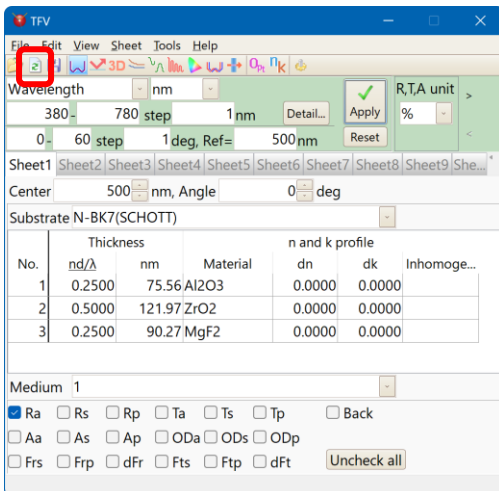 TFV
File Edit View Sheet Tools Help
3D Opt nk
Wavelength nm R,T,A unit
380- 780 step 1 nm Detail... Apply %
0- 60 step 1 deg, Ref= 500 nm Reset
Sheet1 Sheet2 Sheet3 Sheet4 Sheet5 Sheet6 Sheet7 Sheet8 Sheet9 She...
Center 500 nm, Angle 0 deg
Substrate N-BK7(SCHOTT)
Thickness n and k profile
No. nd/λ nm Material dn dk Inhomoge...
1 0.2500 75.56 Al2O3 0.0000 0.0000
2 0.5000 121.97 ZrO2 0.0000 0.0000
3 0.2500 90.27 MgF2 0.0000 0.0000
Medium 1
Ra Rs Rp Ta Ts Tp Back
Aa As Ap ODa ODs ODp
Frs Frp dFr Fts Ftp dFt Uncheck all